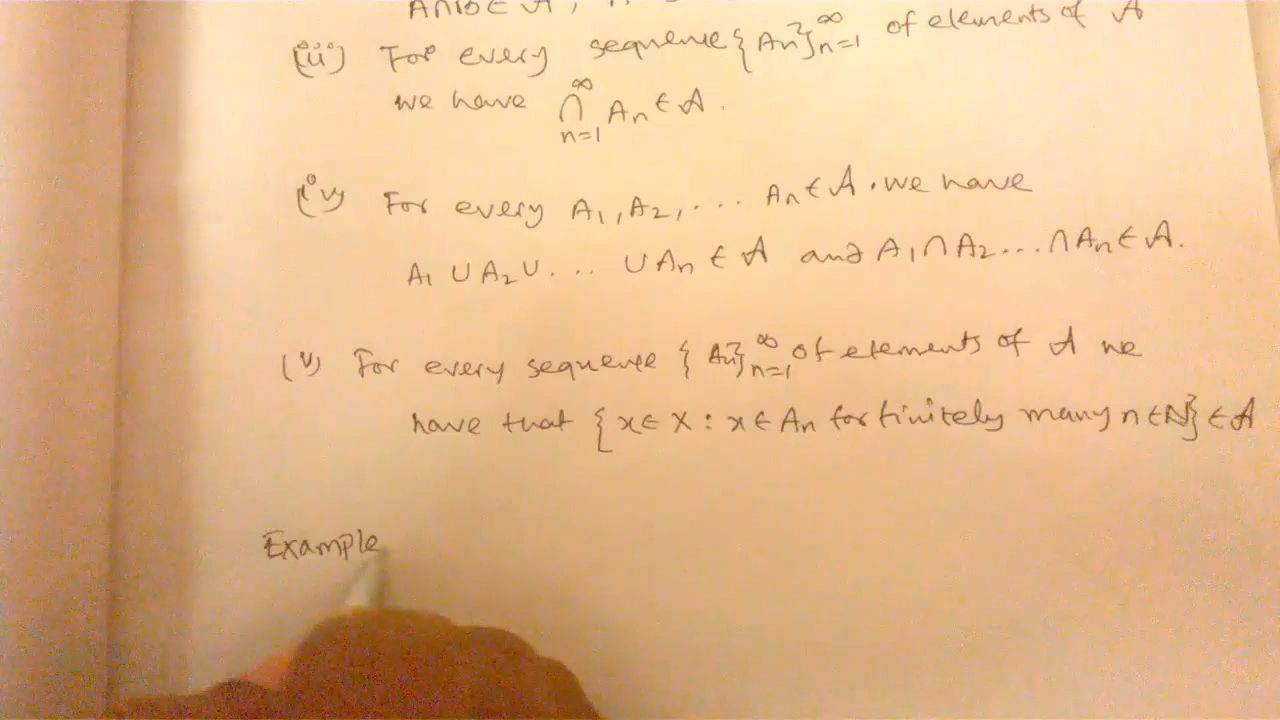 A∩B ∈ 𝒜,
(iii) For every sequence {An}_{n=1}^∞ of elements of 𝒜
we have ⋂_{n=1}^∞ An ∈ 𝒜.
(iv) For every A₁, A₂, ... An ∈ 𝒜. we have
A₁ ∪ A₂ ∪ ... ∪ An ∈ 𝒜 and A₁ ∩ A₂ ... ∩ An ∈ 𝒜.
(v) For every sequence {An}_{n=1}^∞ of elements of 𝒜 we
have that {x ∈ X : x ∈ An for finitely many n ∈ ℕ} ∈ 𝒜
Example